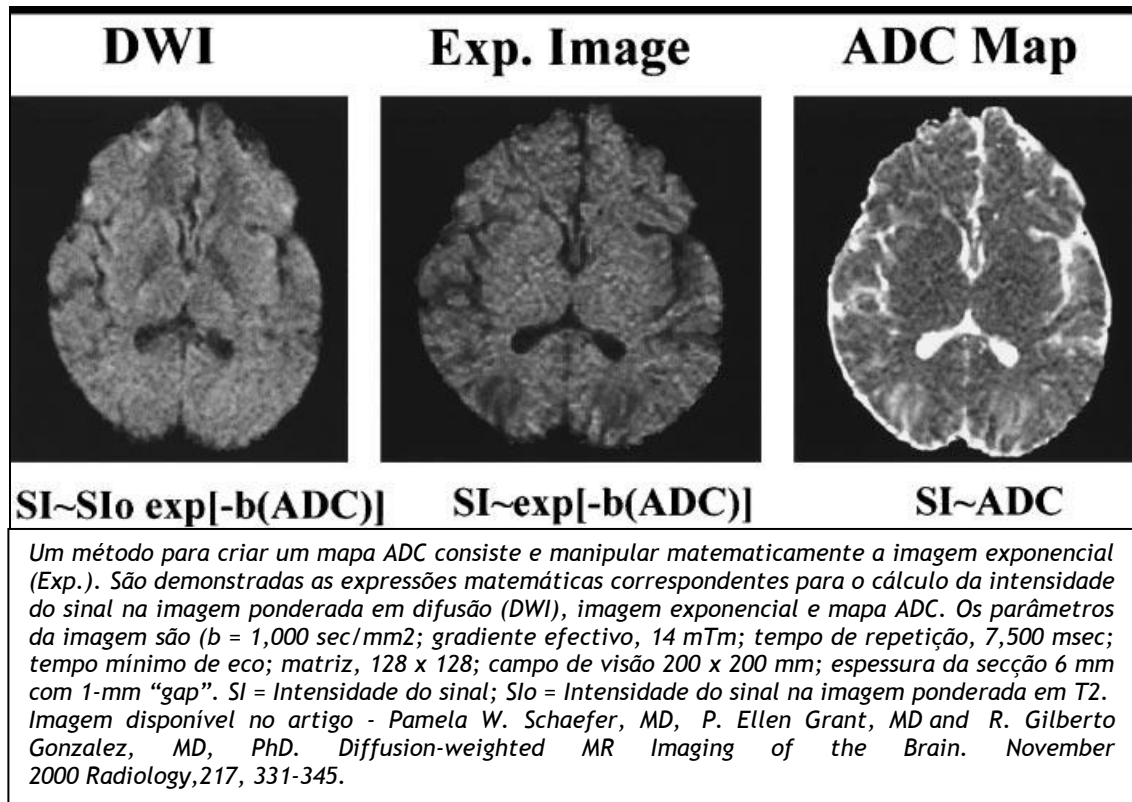 DWI Exp. Image ADC Map
SI~SIo exp[-b(ADC)] SI~exp[-b(ADC)] SI~ADC
Um método para criar um mapa ADC consiste e manipular matematicamente a imagem exponencial
(Exp.). São demonstradas as expressões matemáticas correspondentes para o cálculo da intensidade
do sinal na imagem ponderada em difusão (DWI), imagem exponencial e mapa ADC. Os parâmetros
da imagem são (b = 1,000 sec/mm2; gradiente efectivo, 14 mTm; tempo de repetição, 7,500 msec;
tempo mínimo de eco; matriz, 128 x 128; campo de visão 200 x 200 mm; espessura da secção 6 mm
com 1-mm “gap”. SI = Intensidade do sinal; SIo = Intensidade do sinal na imagem ponderada em T2.
Imagem disponível no artigo - Pamela W. Schaefer, MD, P. Ellen Grant, MD and R. Gilberto
Gonzalez, MD, PhD. Diffusion-weighted MR Imaging of the Brain. November
2000 Radiology,217, 331-345.